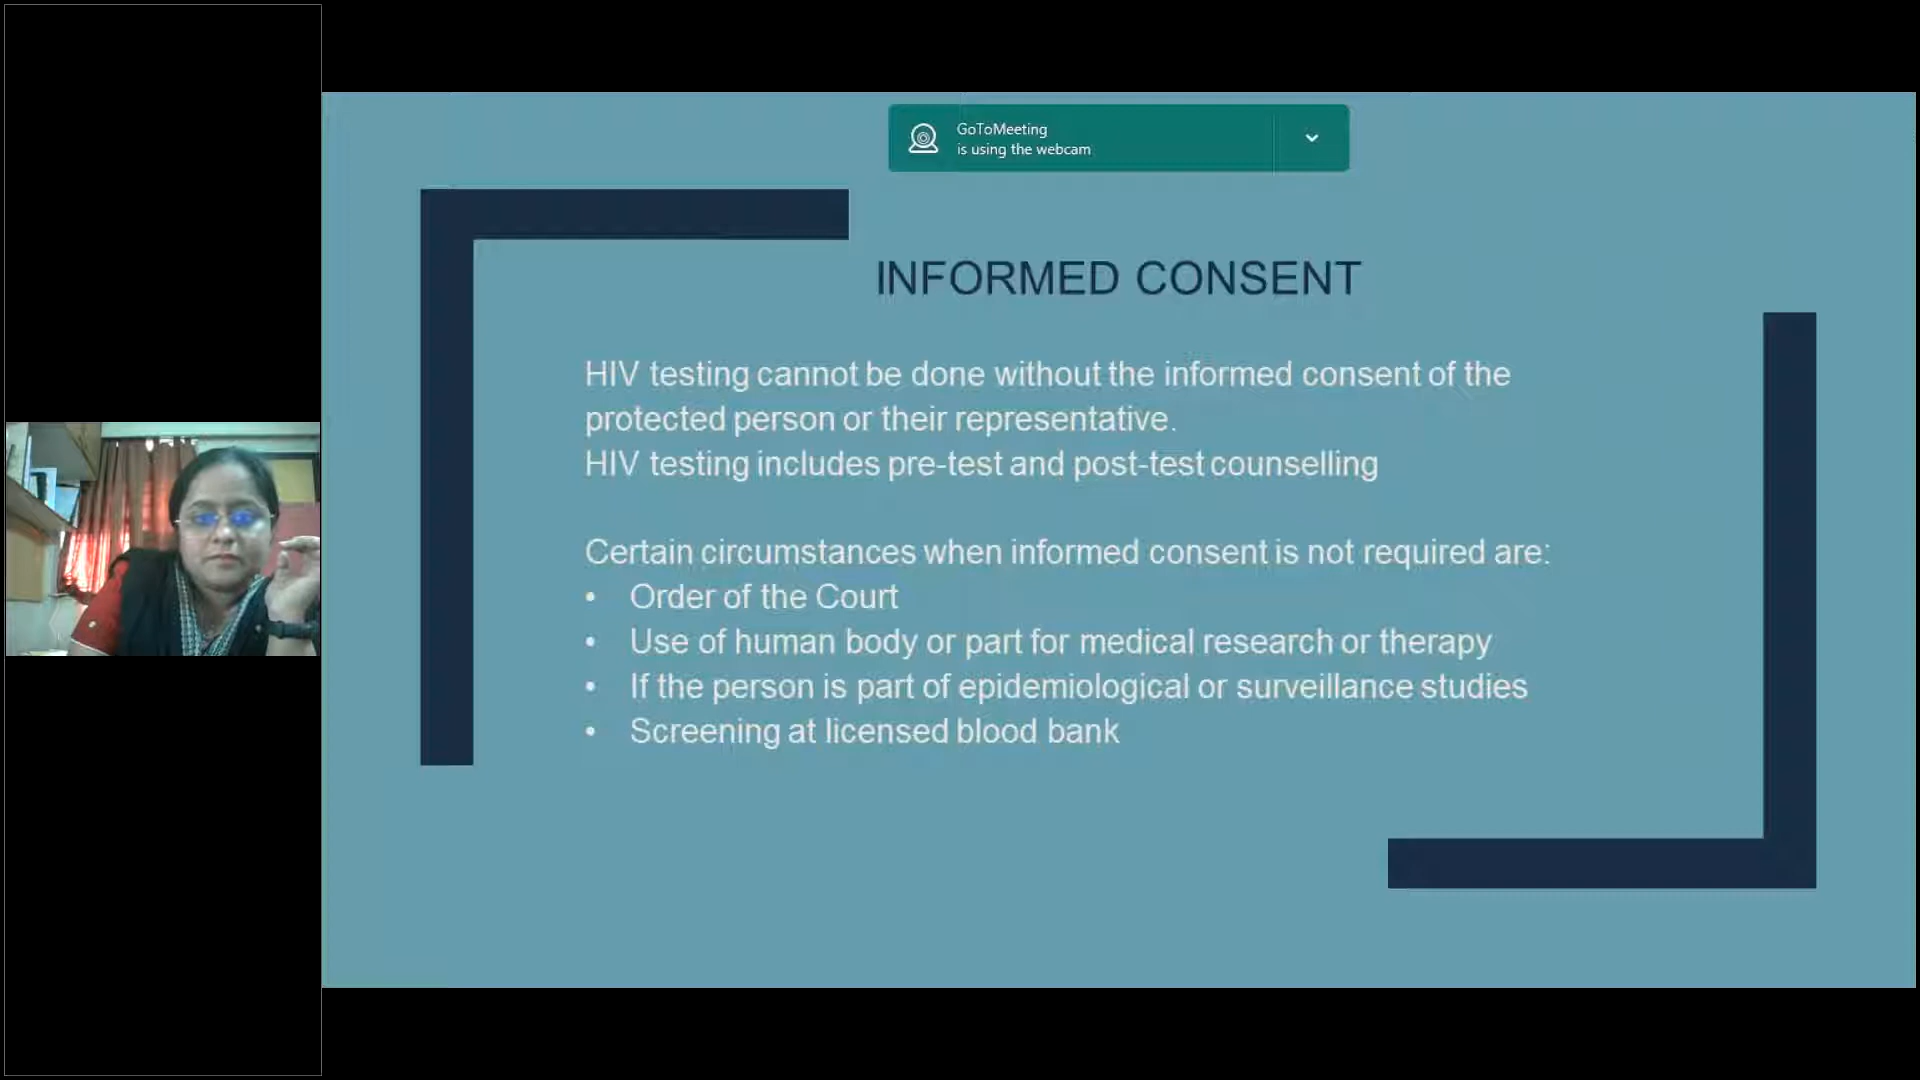 GoToMeeting
is using the webcam
INFORMED CONSENT
HIV testing cannot be done without the informed consent of the
protected person or their representative.
HIV testing includes pre-test and post-test counselling
Certain circumstances when informed consent is not required are:
• Order of the Court
• Use of human body or part for medical research or therapy
• If the person is part of epidemiological or surveillance studies
• Screening at licensed blood bank